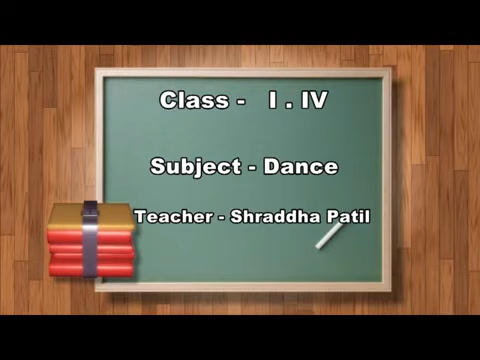 Class - I . IV
Subject - Dance
Teacher - Shraddha Patil